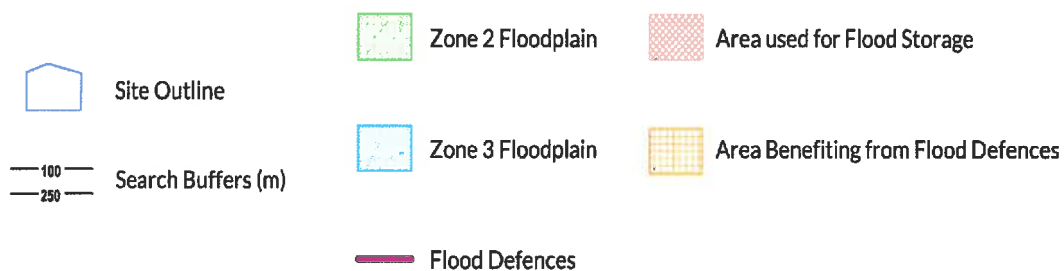 Zone 2 Floodplain
Area used for Flood Storage
Site Outline
Zone 3 Floodplain
Area Benefiting from Flood Defences
100
Search Buffers (m)
250
Flood Defences